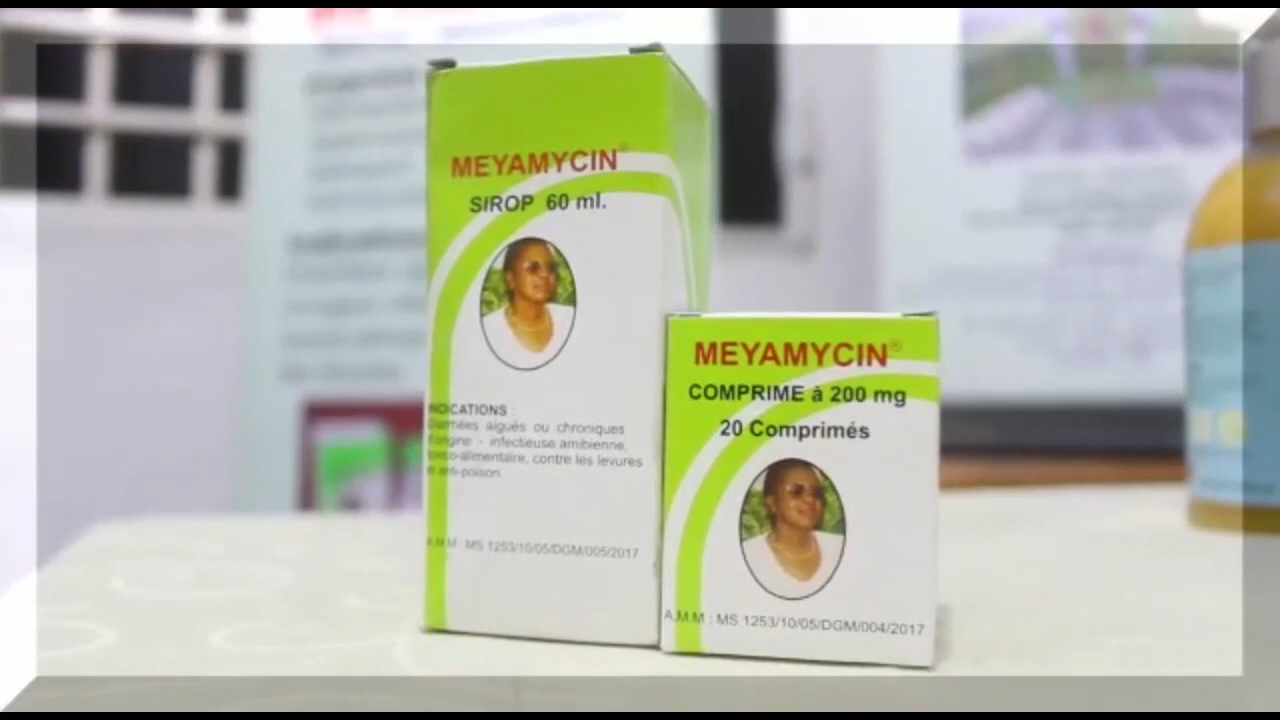 MEYAMYCIN®
SIROP 60 ml.
INDICATIONS :
Diarrhées aiguës ou chroniques
d'origine - infectieuse amibienne,
toxico-alimentaire, contre les levures
et anti-poison
A.M.M : MS 1253/10/05/DGM/005/2017
MEYAMYCIN®
COMPRIME à 200 mg
20 Comprimés
A.M.M : MS 1253/10/05/DGM/004/2017